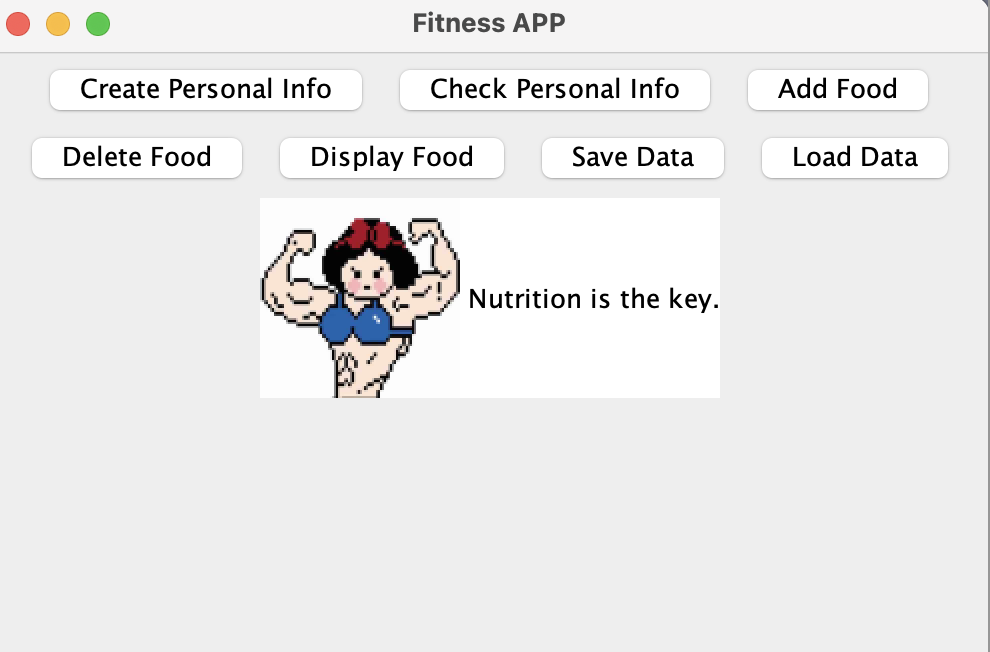 Fitness APP
Create Personal Info Check Personal Info Add Food
Delete Food Display Food Save Data Load Data
Nutrition is the key.